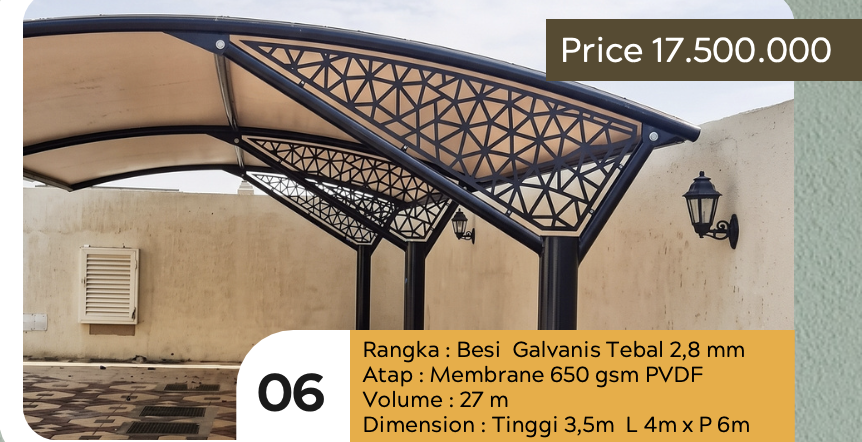 Price 17.500.000
06
Rangka : Besi  Galvanis Tebal 2,8 mm
Atap : Membrane 650 gsm PVDF
Volume : 27 m
Dimension : Tinggi 3,5m  L 4m x P 6m